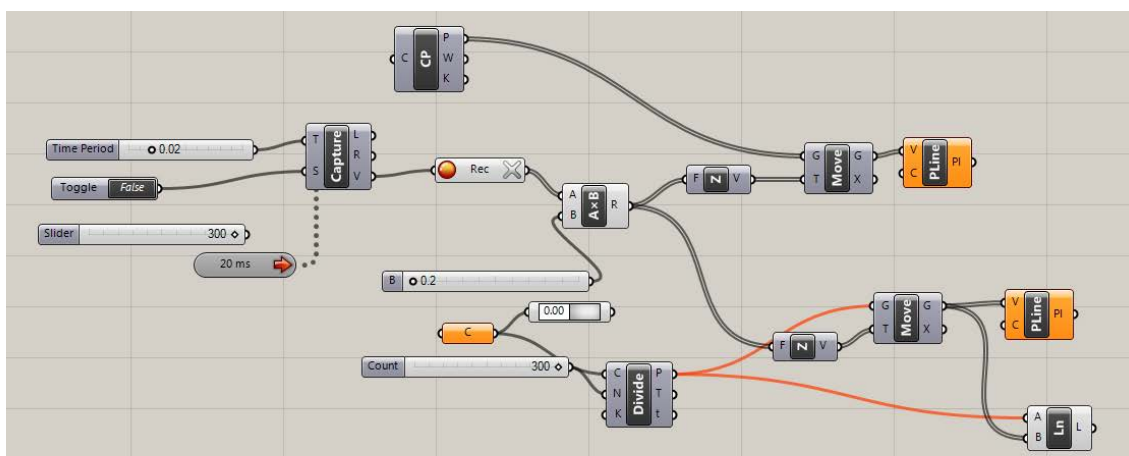 C
CP
P
W
K
Time Period
0.02
Toggle
False
Slider
300
20 ms
T
S
Capture
L
R
V
Rec
A
B
A×B
R
B
0.2
F
Z
V
G
T
Move
G
X
V
C
PLine
Pl
C
0.00
Count
300
C
N
K
Divide
P
T
t
F
Z
V
G
T
Move
G
X
V
C
PLine
Pl
A
B
Ln
L